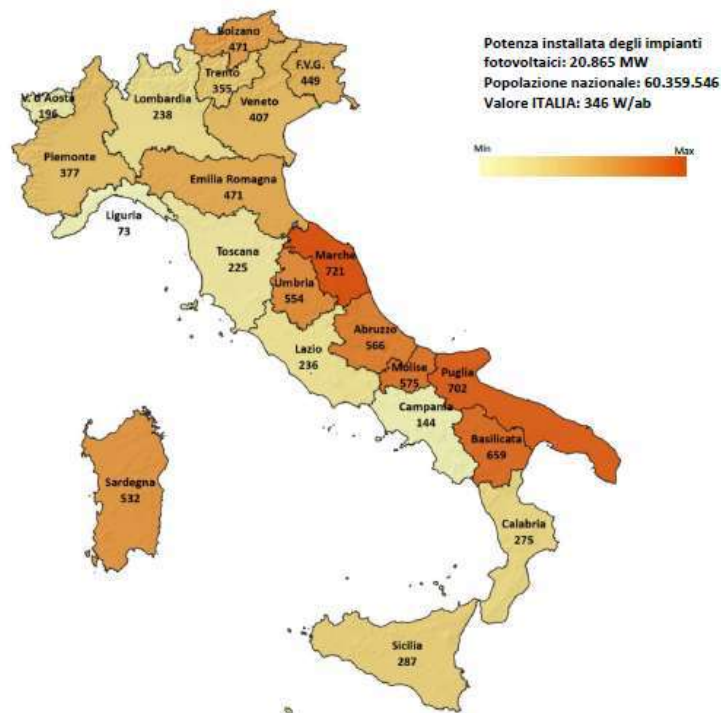 Potenza installata degli impianti
fotovoltaici: 20.865 MW
Popolazione nazionale: 60.359.546
Valore ITALIA: 346 W/ab
Min
Max
Bolzano
471
Trento
355
F.V.G.
449
V. d'Aosta
196
Lombardia
238
Veneto
407
Piemonte
377
Emilia Romagna
471
Liguria
73
Toscana
225
Marche
721
Umbria
554
Abruzzo
566
Lazio
236
Molise
575
Puglia
702
Campania
144
Basilicata
659
Sardegna
532
Calabria
275
Sicilia
287